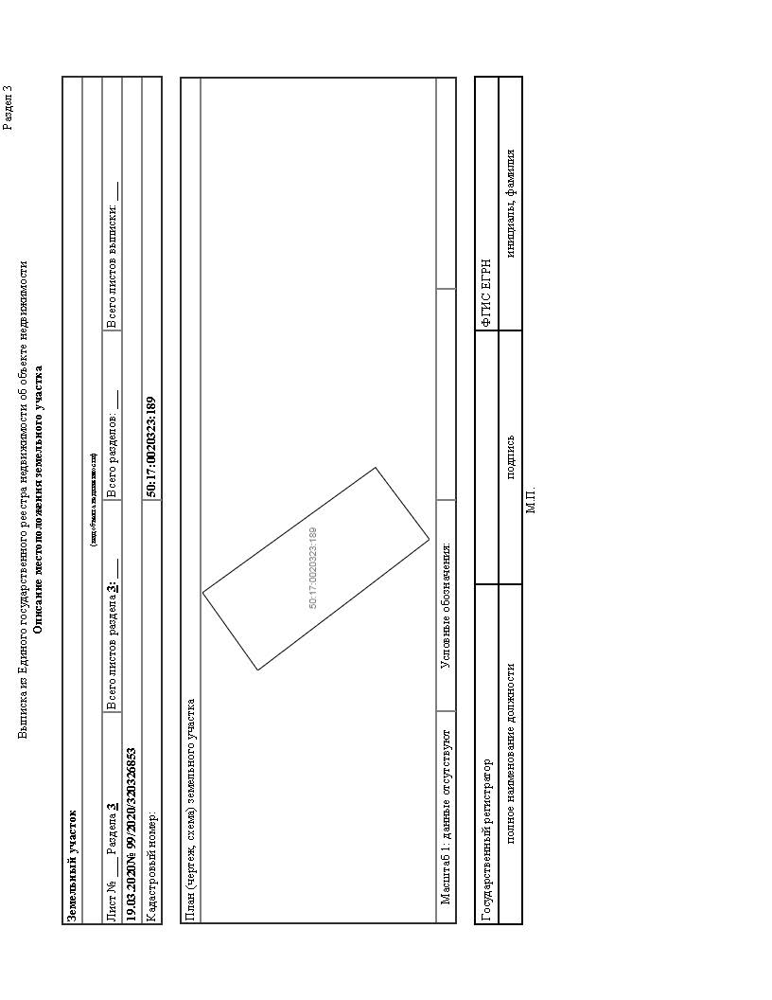 Раздел 3
Выписка из Единого государственного реестра недвижимости об объекте недвижимости
Описание местоположения земельного участка
Земельный участок
(вид объекта недвижимости)
Лист № ___ Раздела 3 Всего листов раздела 3: ___ Всего разделов: ___ Всего листов выписки: ___
19.03.2020№ 99/2020/320326853
Кадастровый номер: 50:17:0020323:189
План (чертеж, схема) земельного участка
50:17:0020323:189
Масштаб 1: данные отсутствуют Условные обозначения:
Государственный регистратор ФГИС ЕГРН
полное наименование должности подпись инициалы, фамилия
М.П.